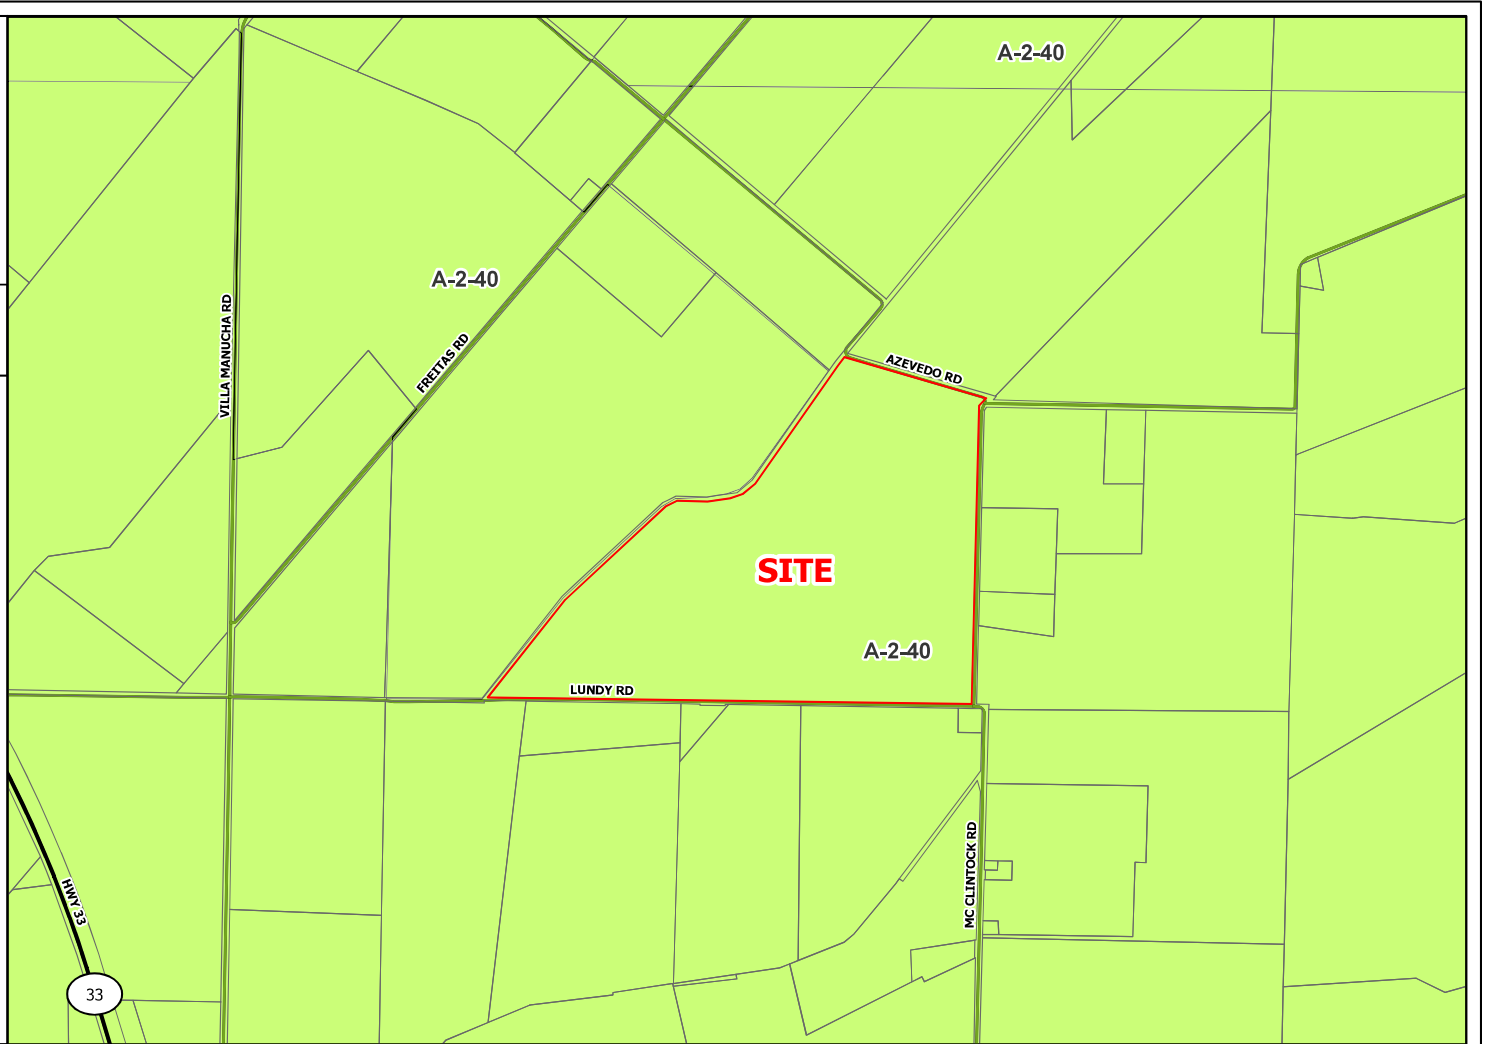 A-2-40
A-2-40
VILLA MANUCHA RD
FREITAS RD
AZEVEDO RD
SITE
A-2-40
LUNDY RD
MC CLINTOCK RD
HWY 33
33